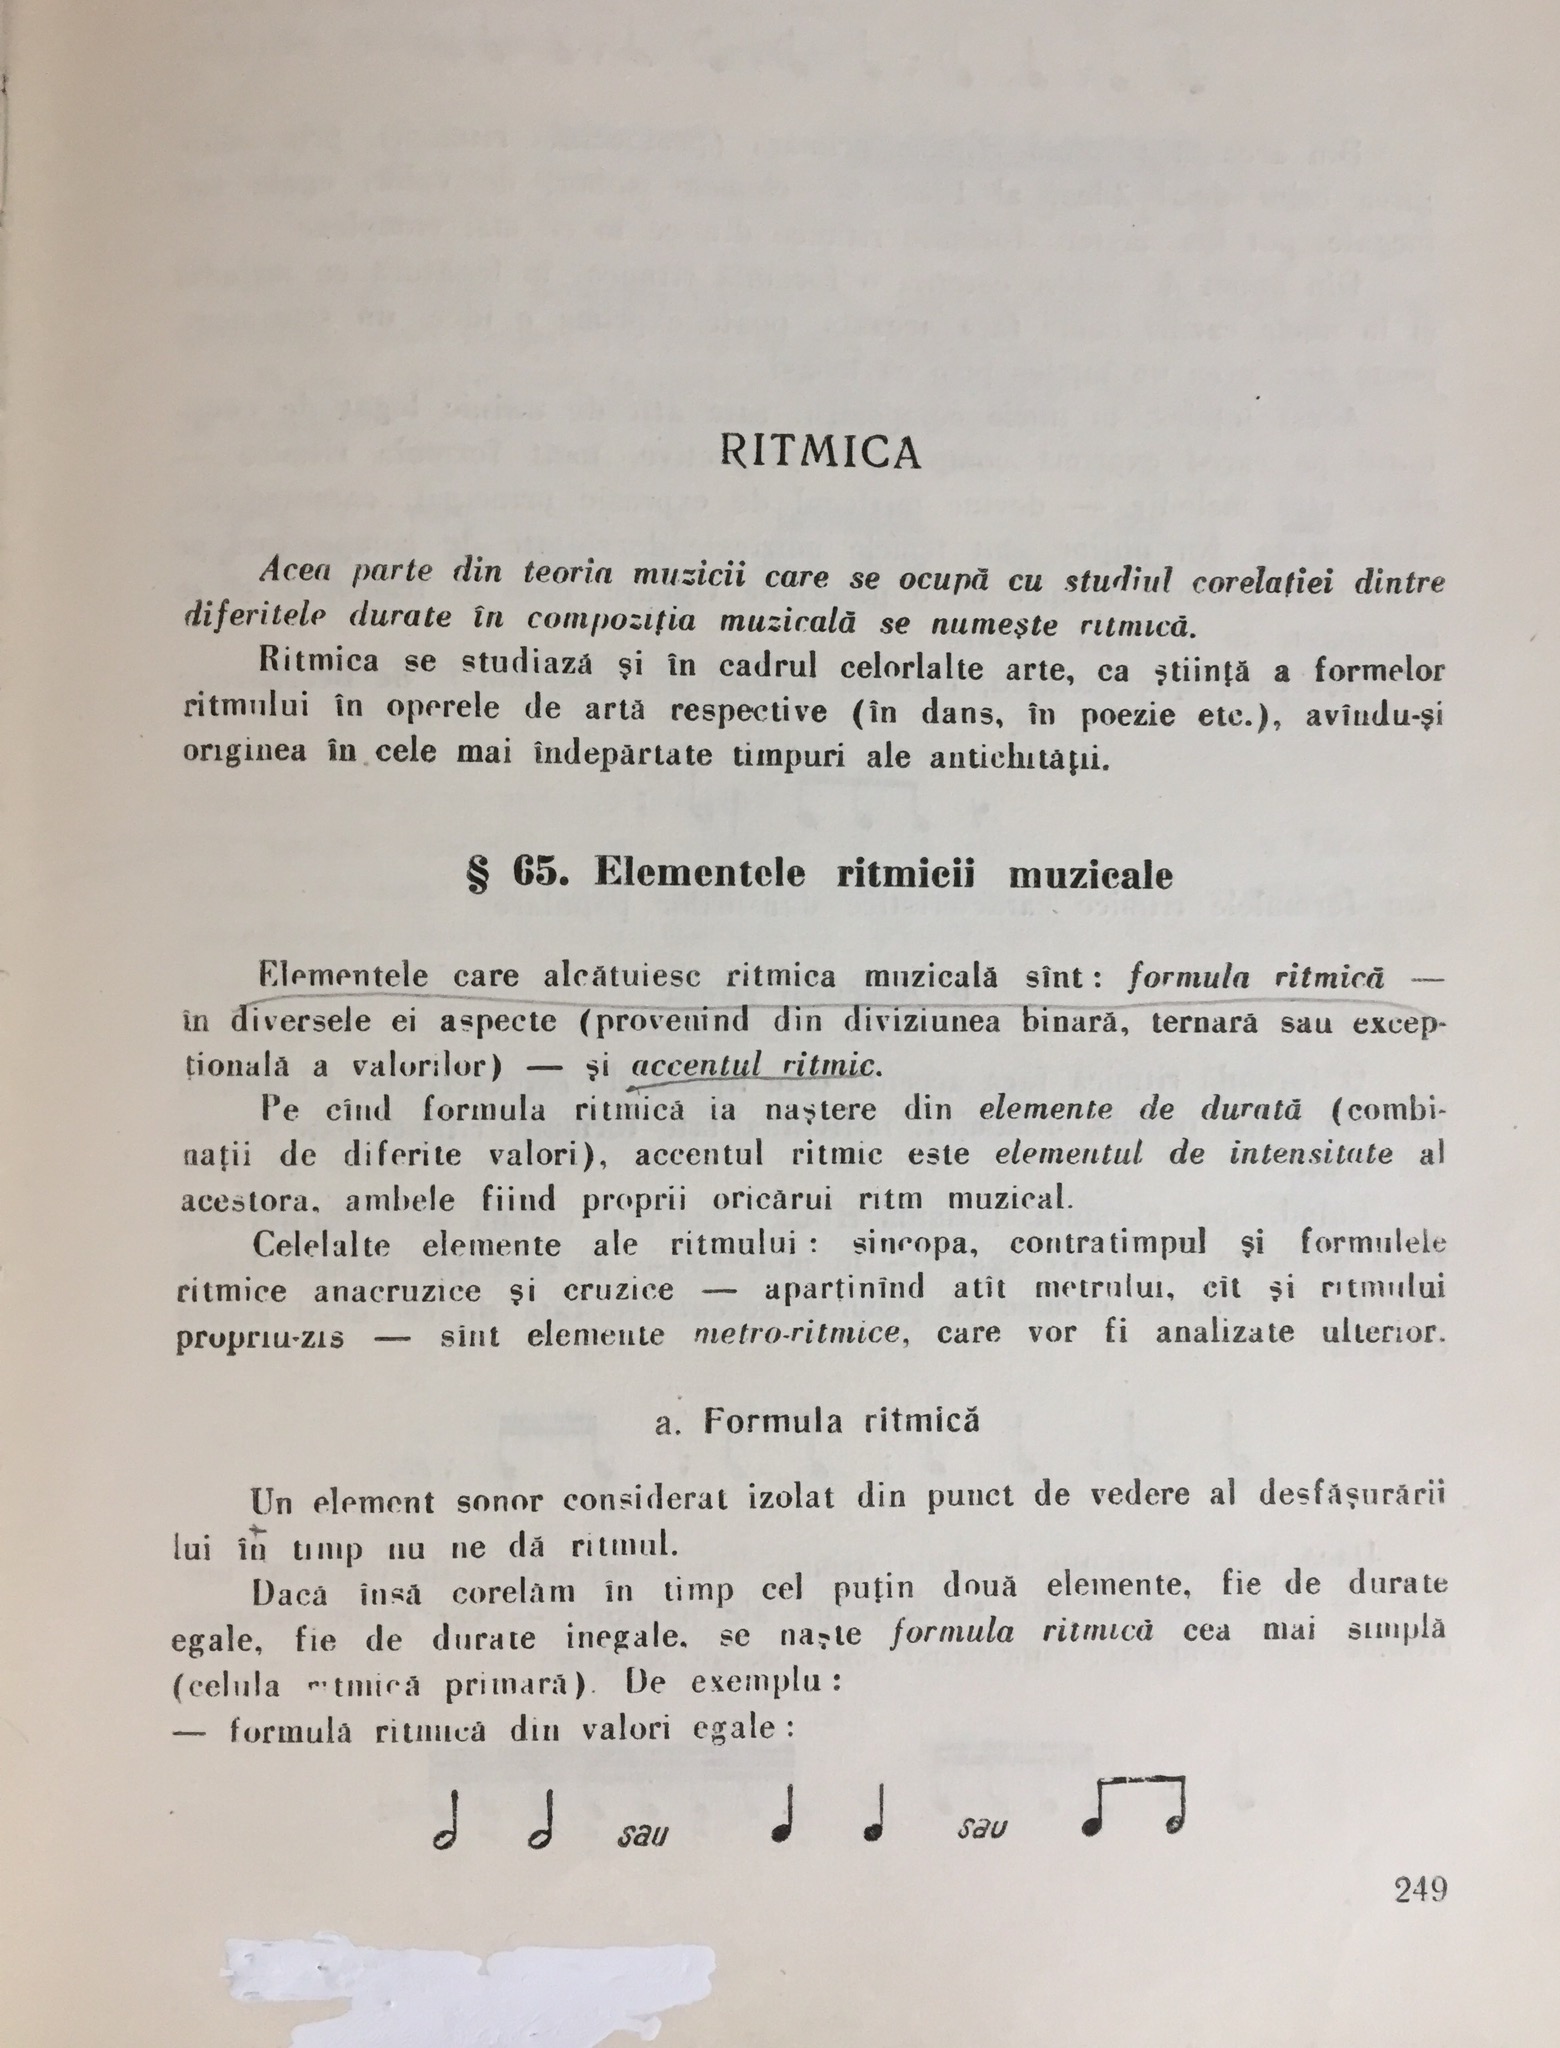 RITMICA
Acea parte din teoria muzicii care se ocupă cu studiul corelației dintre
diferitele durate în compoziția muzicală se numește ritmică.
Ritmica se studiază și în cadrul celorlalte arte, ca știință a formelor
ritmului în operele de artă respective (în dans, în poezie etc.), avîndu-și
originea în cele mai îndepărtate timpuri ale antichității.
§ 65. Elementele ritmicii muzicale
Elementele care alcătuiesc ritmica muzicală sînt : formula ritmică —
în diversele ei aspecte (provenind din diviziunea binară, ternară sau excep-
țională a valorilor) — și accentul ritmic.
Pe cînd formula ritmică ia naștere din elemente de durată (combi-
nații de diferite valori), accentul ritmic este elementul de intensitate al
acestora, ambele fiind proprii oricărui ritm muzical.
Celelalte elemente ale ritmului : sincopa, contratimpul și formulele
ritmice anacruzice și cruzice — aparținînd atît metrului, cît și ritmului
propriu-zis — sînt elemente metro-ritmice, care vor fi analizate ulterior.
a. Formula ritmică
Un element sonor considerat izolat din punct de vedere al desfășurării
lui în timp nu ne dă ritmul.
Dacă însă corelăm în timp cel puțin două elemente, fie de durate
egale, fie de durate inegale, se naște formula ritmică cea mai simplă
(celula ritmică primară). De exemplu :
— formulă ritmică din valori egale :
sau sau
249